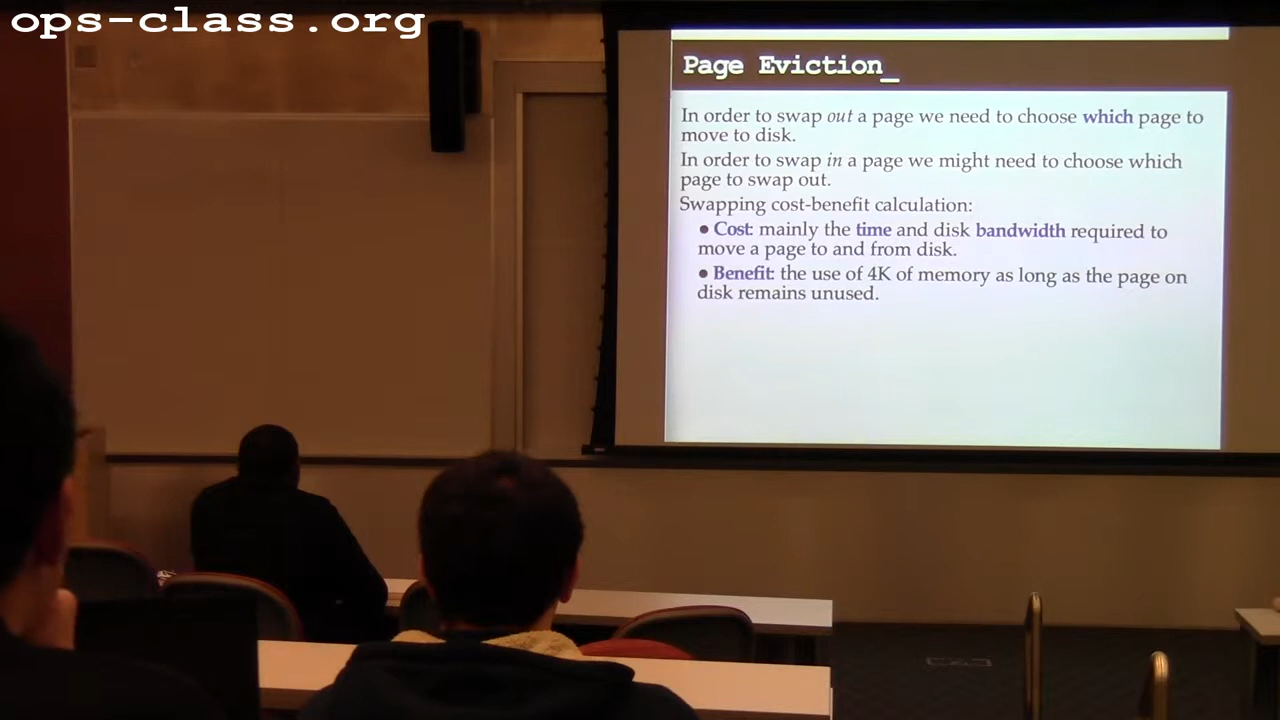 ops-class.org
Page Eviction_
In order to swap out a page we need to choose which page to
move to disk.
In order to swap in a page we might need to choose which
page to swap out.
Swapping cost-benefit calculation:
● Cost: mainly the time and disk bandwidth required to
move a page to and from disk.
● Benefit: the use of 4K of memory as long as the page on
disk remains unused.